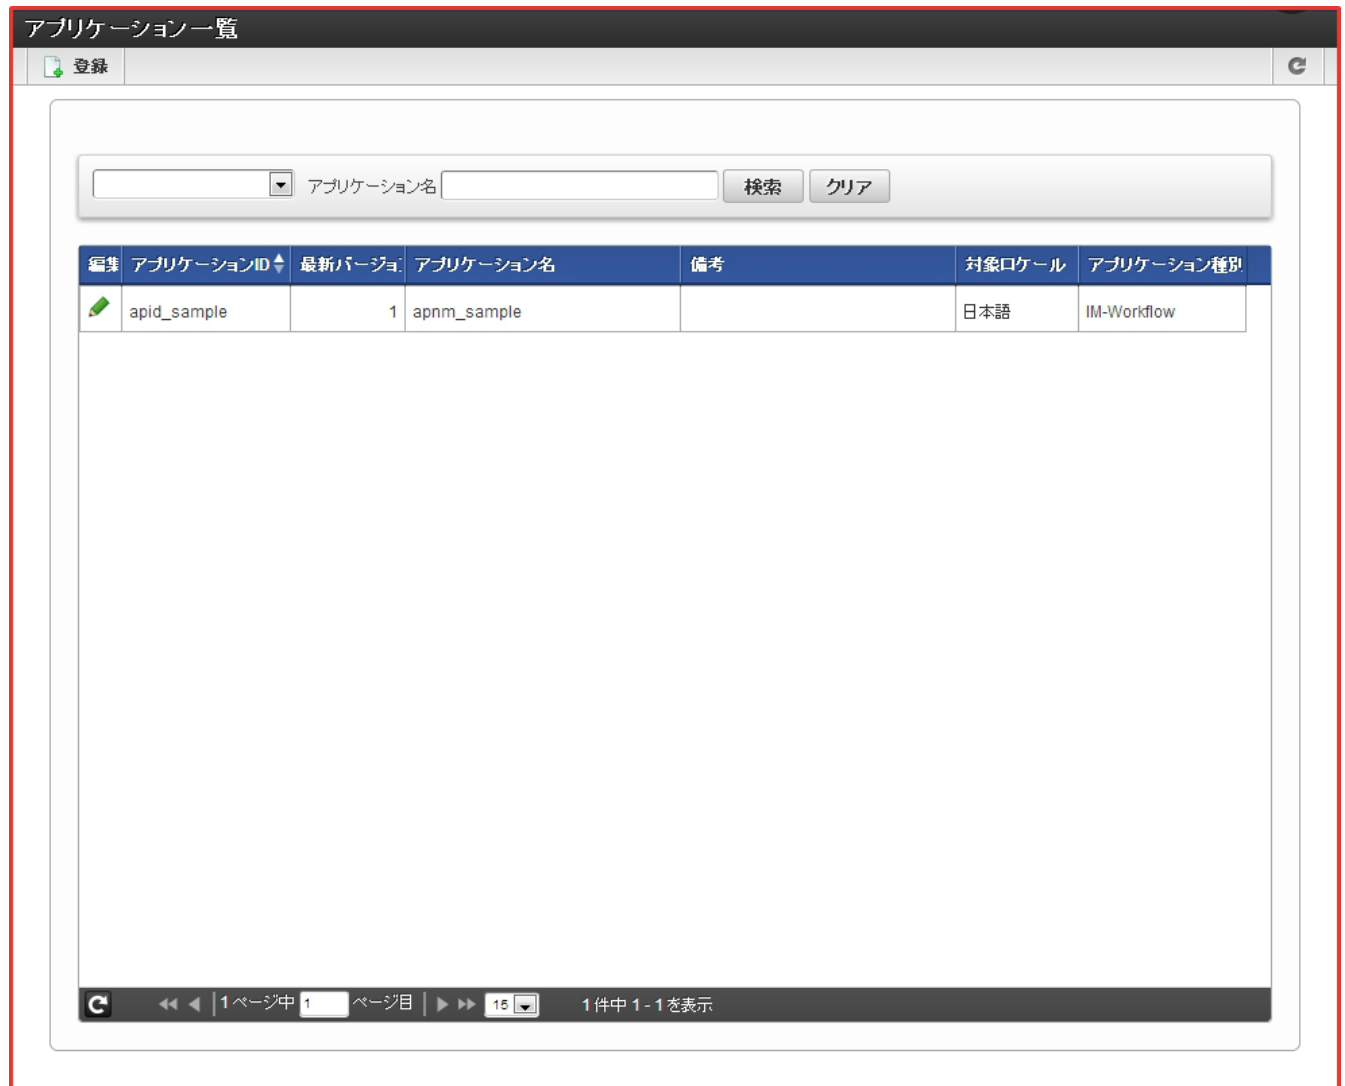 アプリケーション一覧
登録
アプリケーション名 検索 クリア
編集 アプリケーションID 最新バージョ アプリケーション名 備考 対象ロケール アプリケーション種別
apid_sample 1 apnm_sample 日本語 IM-Workflow
1 ページ中 1 ページ目 15 1 件中 1 - 1 を表示